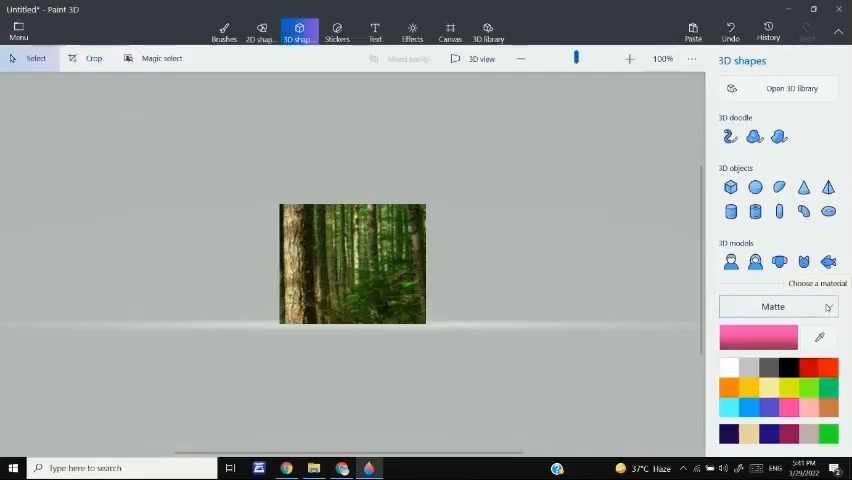 Untitled* - Paint 3D
Menu
Brushes
2D shap...
3D shap...
Stickers
Text
Effects
Canvas
3D library
Paste
Undo
History
Select
Crop
Magic select
Mixed reality
3D view
100%
3D shapes
Open 3D library
3D doodle
3D objects
3D models
Choose a material
Matte
Type here to search
37°C Haze
ENG
5:41 PM
3/29/2022